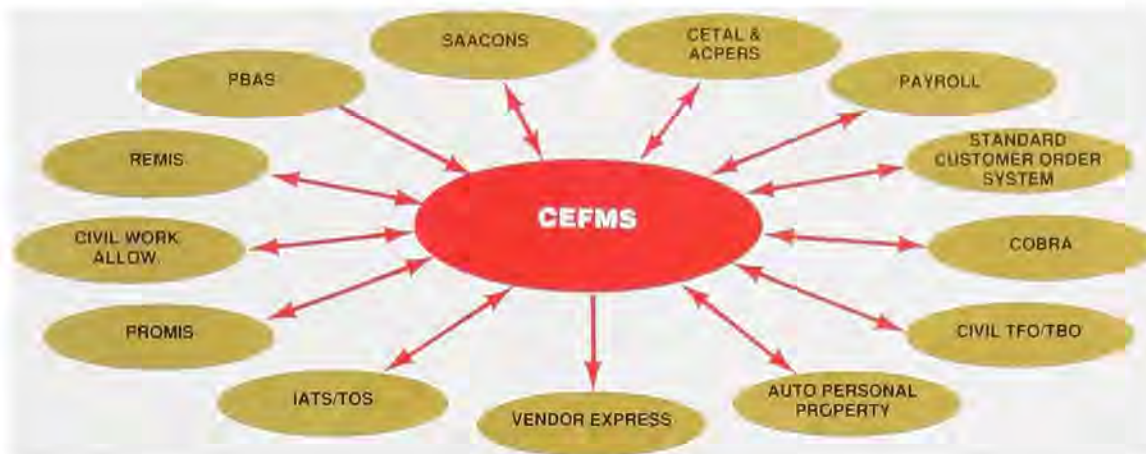 SAACONS
CETAL &
ACPERS
PBAS
PAYROLL
REMIS
STANDARD
CUSTOMER ORDER
SYSTEM
CEFMS
CIVIL WORK
ALLOW.
COBRA
PROMIS
CIVIL TFO/TBO
IATS/TOS
VENDOR EXPRESS
AUTO PERSONAL
PROPERTY